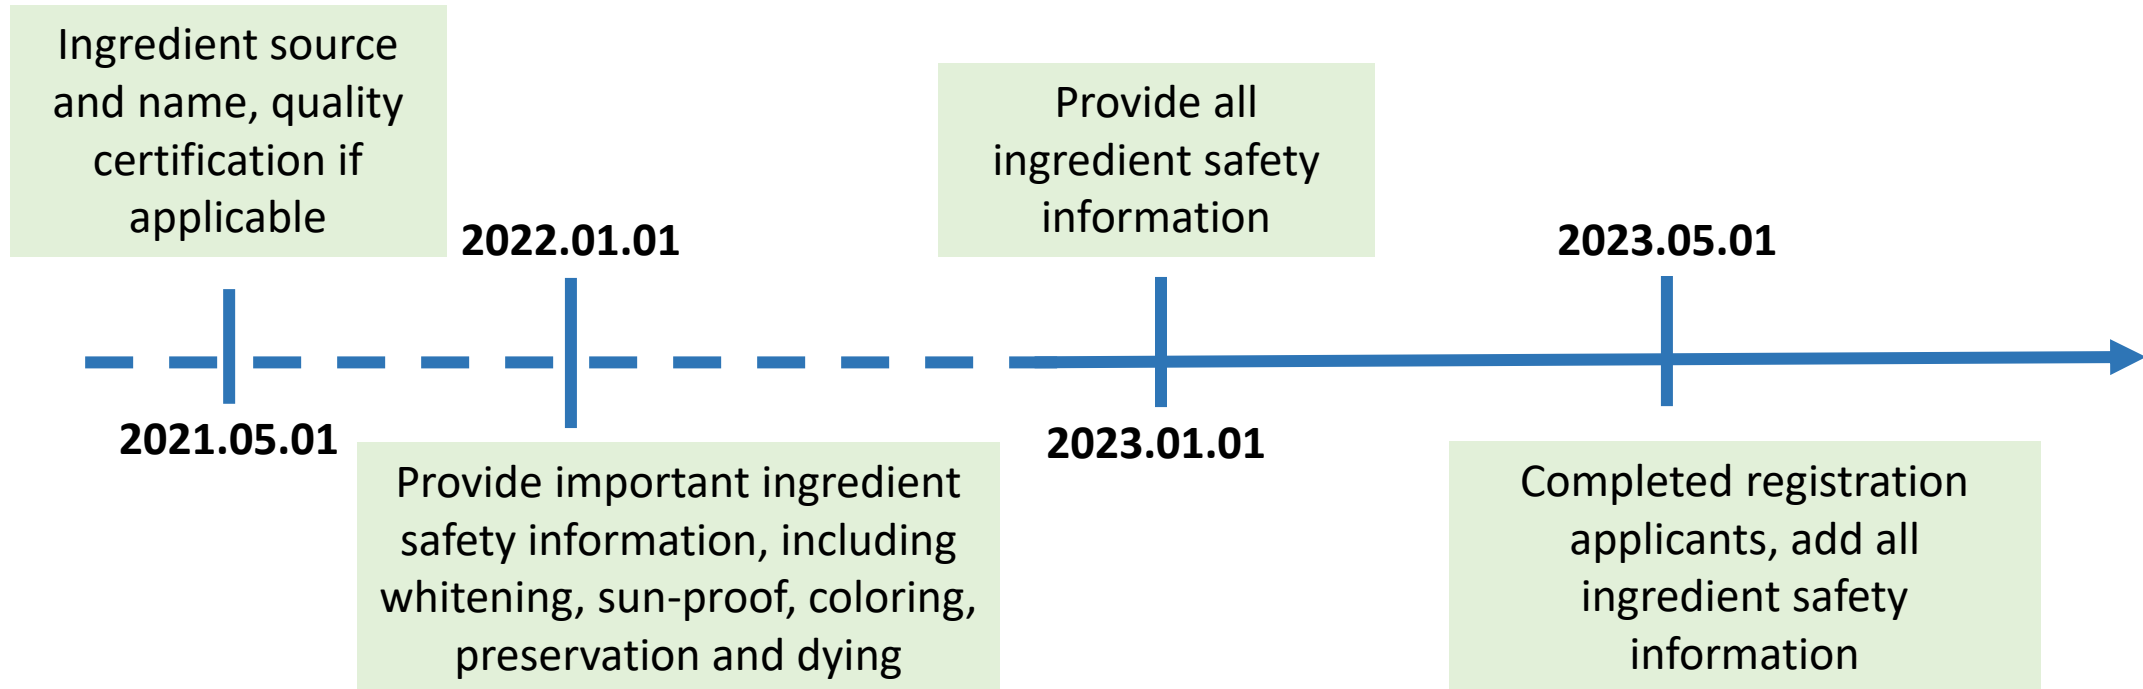 Ingredient source
and name, quality
certification if
applicable
2021.05.01
2022.01.01
Provide important ingredient
safety information, including
whitening, sun-proof, coloring,
preservation and dying
Provide all
ingredient safety
information
2023.01.01
2023.05.01
Completed registration
applicants, add all
ingredient safety
information